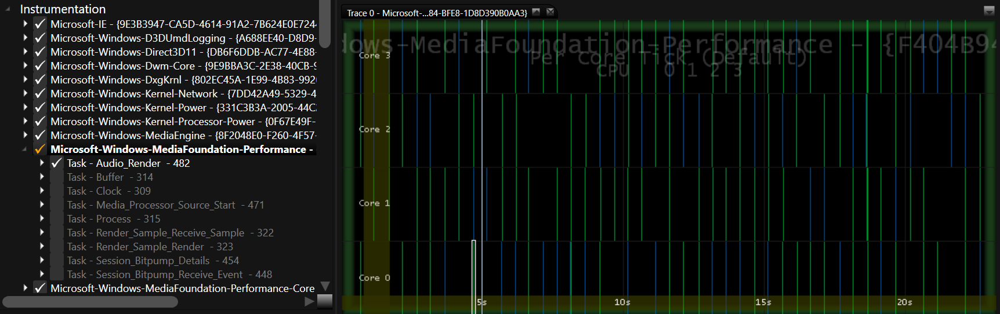 Instrumentation
Microsoft-IE - {9E3B3947-CA5D-4614-91A2-7B624E0E7244
Microsoft-Windows-D3DUmdLogging - {A688EE40-D8D9-
Microsoft-Windows-Direct3D11 - {DB6F6DDB-AC77-4E88-
Microsoft-Windows-Dwm-Core - {9E9BBA3C-2E38-40CB-9
Microsoft-Windows-DxgKrnl - {802EC45A-1E99-4B83-9920
Microsoft-Windows-Kernel-Network - {7DD42A49-5329-4
Microsoft-Windows-Kernel-Power - {331C3B3A-2005-44C2
Microsoft-Windows-Kernel-Processor-Power - {0F67E49F-
Microsoft-Windows-MediaEngine - {8F2048E0-F260-4F57-
Microsoft-Windows-MediaFoundation-Performance -
Task - Audio_Render - 482
Task - Buffer - 314
Task - Clock - 309
Task - Media_Processor_Source_Start - 471
Task - Process - 315
Task - Render_Sample_Receive_Sample - 322
Task - Render_Sample_Render - 323
Task - Session_Bitpump_Details - 454
Task - Session_Bitpump_Receive_Event - 448
Microsoft-Windows-MediaFoundation-Performance-Core
Trace 0 - Microsoft-...84-BFE8-1D8D390B0AA3}
dows-MediaFoundation-Performance - {F404B94
Per Core Tick (Default)
CPU 0 1 2 3
Core 3
Core 2
Core 1
Core 0
5s 10s 15s 20s